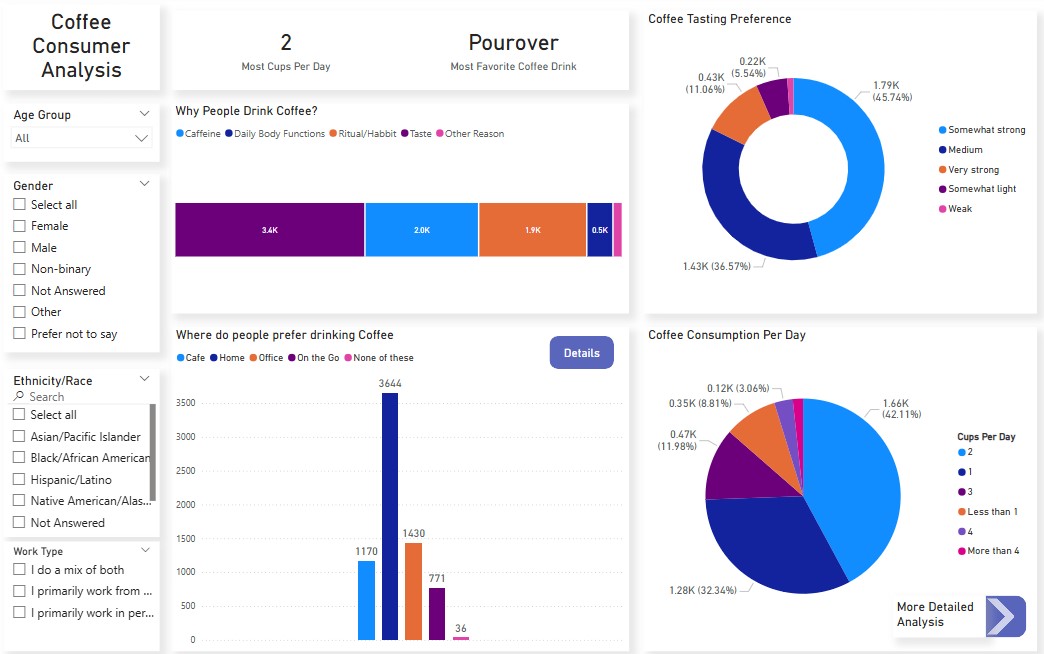 Coffee
Consumer
Analysis
Age Group
All
Gender
Select all
Female
Male
Non-binary
Not Answered
Other
Prefer not to say
Ethnicity/Race
Search
Select all
Asian/Pacific Islander
Black/African American
Hispanic/Latino
Native American/Alas...
Not Answered
Work Type
I do a mix of both
I primarily work from ...
I primarily work in per...
2
Most Cups Per Day
Pourover
Most Favorite Coffee Drink
Why People Drink Coffee?
Caffeine Daily Body Functions Ritual/Habbit Taste Other Reason
3.4K 2.0K 1.9K 0.5K
Where do people prefer drinking Coffee
Details
Cafe Home Office On the Go None of these
3500
3000
2500
2000
1500
1000
500
0
1170
3644
1430
771
36
Coffee Tasting Preference
0.22K
(5.54%)
0.43K
(11.06%)
1.79K
(45.74%)
1.43K (36.57%)
Somewhat strong
Medium
Very strong
Somewhat light
Weak
Coffee Consumption Per Day
0.12K (3.06%)
0.35K (8.81%)
0.47K
(11.98%)
1.66K
(42.11%)
1.28K (32.34%)
Cups Per Day
2
1
3
Less than 1
4
More than 4
More Detailed
Analysis